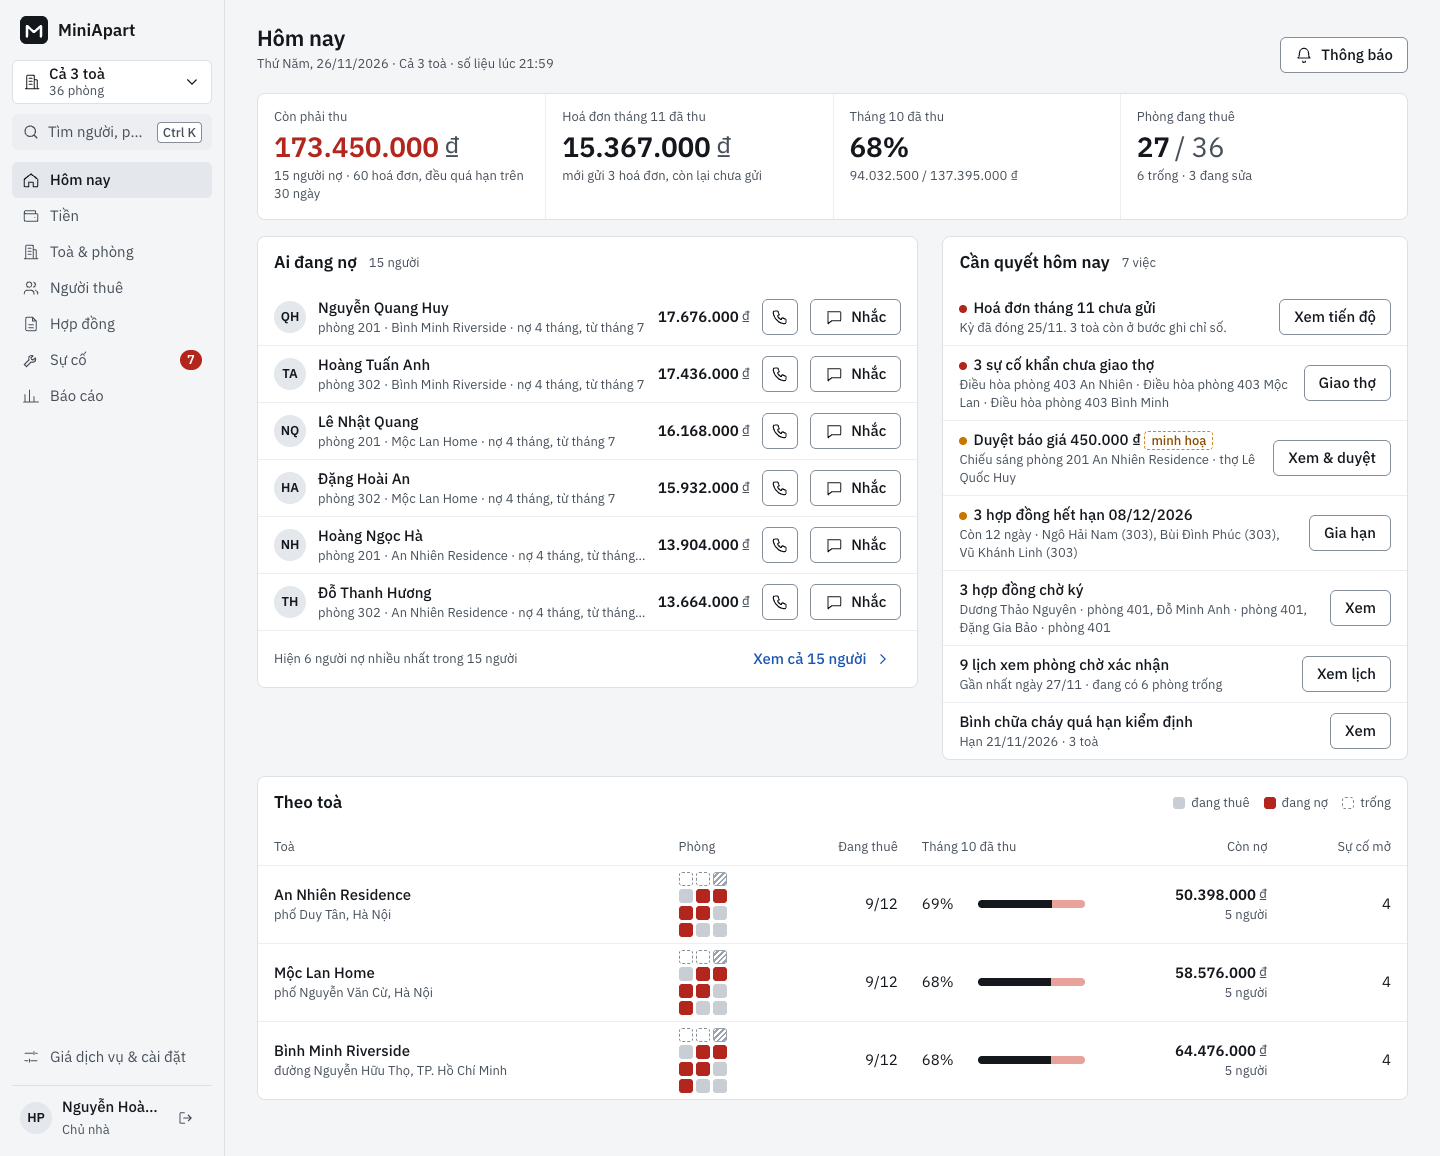 MiniApart
Cả 3 toà
36 phòng
Tìm người, p...
Ctrl K
Hôm nay
Tiền
Toà & phòng
Người thuê
Hợp đồng
Sự cố
7
Báo cáo
Giá dịch vụ & cài đặt
HP
Nguyễn Hoà...
Chủ nhà
Hôm nay
Thứ Năm, 26/11/2026 · Cả 3 toà · số liệu lúc 21:59
Thông báo
Còn phải thu
173.450.000 ₫
15 người nợ · 60 hoá đơn, đều quá hạn trên
30 ngày
Hoá đơn tháng 11 đã thu
15.367.000 ₫
mới gửi 3 hoá đơn, còn lại chưa gửi
Tháng 10 đã thu
68%
94.032.500 / 137.395.000 ₫
Phòng đang thuê
27 / 36
6 trống · 3 đang sửa
Ai đang nợ 15 người
QH
Nguyễn Quang Huy
phòng 201 · Bình Minh Riverside · nợ 4 tháng, từ tháng 7
17.676.000 ₫
Nhắc
TA
Hoàng Tuấn Anh
phòng 302 · Bình Minh Riverside · nợ 4 tháng, từ tháng 7
17.436.000 ₫
Nhắc
NQ
Lê Nhật Quang
phòng 201 · Mộc Lan Home · nợ 4 tháng, từ tháng 7
16.168.000 ₫
Nhắc
HA
Đặng Hoài An
phòng 302 · Mộc Lan Home · nợ 4 tháng, từ tháng 7
15.932.000 ₫
Nhắc
NH
Hoàng Ngọc Hà
phòng 201 · An Nhiên Residence · nợ 4 tháng, từ tháng...
13.904.000 ₫
Nhắc
TH
Đỗ Thanh Hương
phòng 302 · An Nhiên Residence · nợ 4 tháng, từ tháng...
13.664.000 ₫
Nhắc
Hiện 6 người nợ nhiều nhất trong 15 người
Xem cả 15 người
Cần quyết hôm nay 7 việc
Hoá đơn tháng 11 chưa gửi
Kỳ đã đóng 25/11. 3 toà còn ở bước ghi chỉ số.
Xem tiến độ
3 sự cố khẩn chưa giao thợ
Điều hòa phòng 403 An Nhiên · Điều hòa phòng 403 Mộc
Lan · Điều hòa phòng 403 Bình Minh
Giao thợ
Duyệt báo giá 450.000 ₫ minh hoạ
Chiếu sáng phòng 201 An Nhiên Residence · thợ Lê
Quốc Huy
Xem & duyệt
3 hợp đồng hết hạn 08/12/2026
Còn 12 ngày · Ngô Hải Nam (303), Bùi Đình Phúc (303),
Vũ Khánh Linh (303)
Gia hạn
3 hợp đồng chờ ký
Dương Thảo Nguyên · phòng 401, Đỗ Minh Anh · phòng 401,
Đặng Gia Bảo · phòng 401
Xem
9 lịch xem phòng chờ xác nhận
Gần nhất ngày 27/11 · đang có 6 phòng trống
Xem lịch
Bình chữa cháy quá hạn kiểm định
Hạn 21/11/2026 · 3 toà
Xem
Theo toà
đang thuê đang nợ trống
Toà Phòng Đang thuê Tháng 10 đã thu Còn nợ Sự cố mở
An Nhiên Residence
phố Duy Tân, Hà Nội
9/12 69%
50.398.000 ₫
5 người
4
Mộc Lan Home
phố Nguyễn Văn Cừ, Hà Nội
9/12 68%
58.576.000 ₫
5 người
4
Bình Minh Riverside
đường Nguyễn Hữu Thọ, TP. Hồ Chí Minh
9/12 68%
64.476.000 ₫
5 người
4